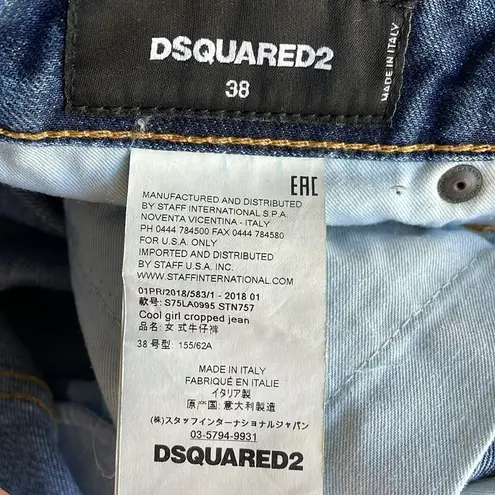 DSQUARED2
38
MADE IN ITALY
EAC
MANUFACTURED AND DISTRIBUTED
BY STAFF INTERNATIONAL S.P.A.
NOVENTA VICENTINA - ITALY
PH 0444 784500 FAX 0444 784580
FOR U.S.A. ONLY
IMPORTED AND DISTRIBUTED
BY STAFF U.S.A. INC.
WWW.STAFFINTERNATIONAL.COM
01PR/2018/583/1 - 2018 01
款号: S75LA0995 STN757
Cool girl cropped jean
品名: 女 式牛仔裤
38 号型: 155/62A
MADE IN ITALY
FABRIQUÉ EN ITALIE
イタリア製
原产国: 意大利製造
(株)スタッフインターナショナルジャパン
03-5794-9931
DSQUARED2